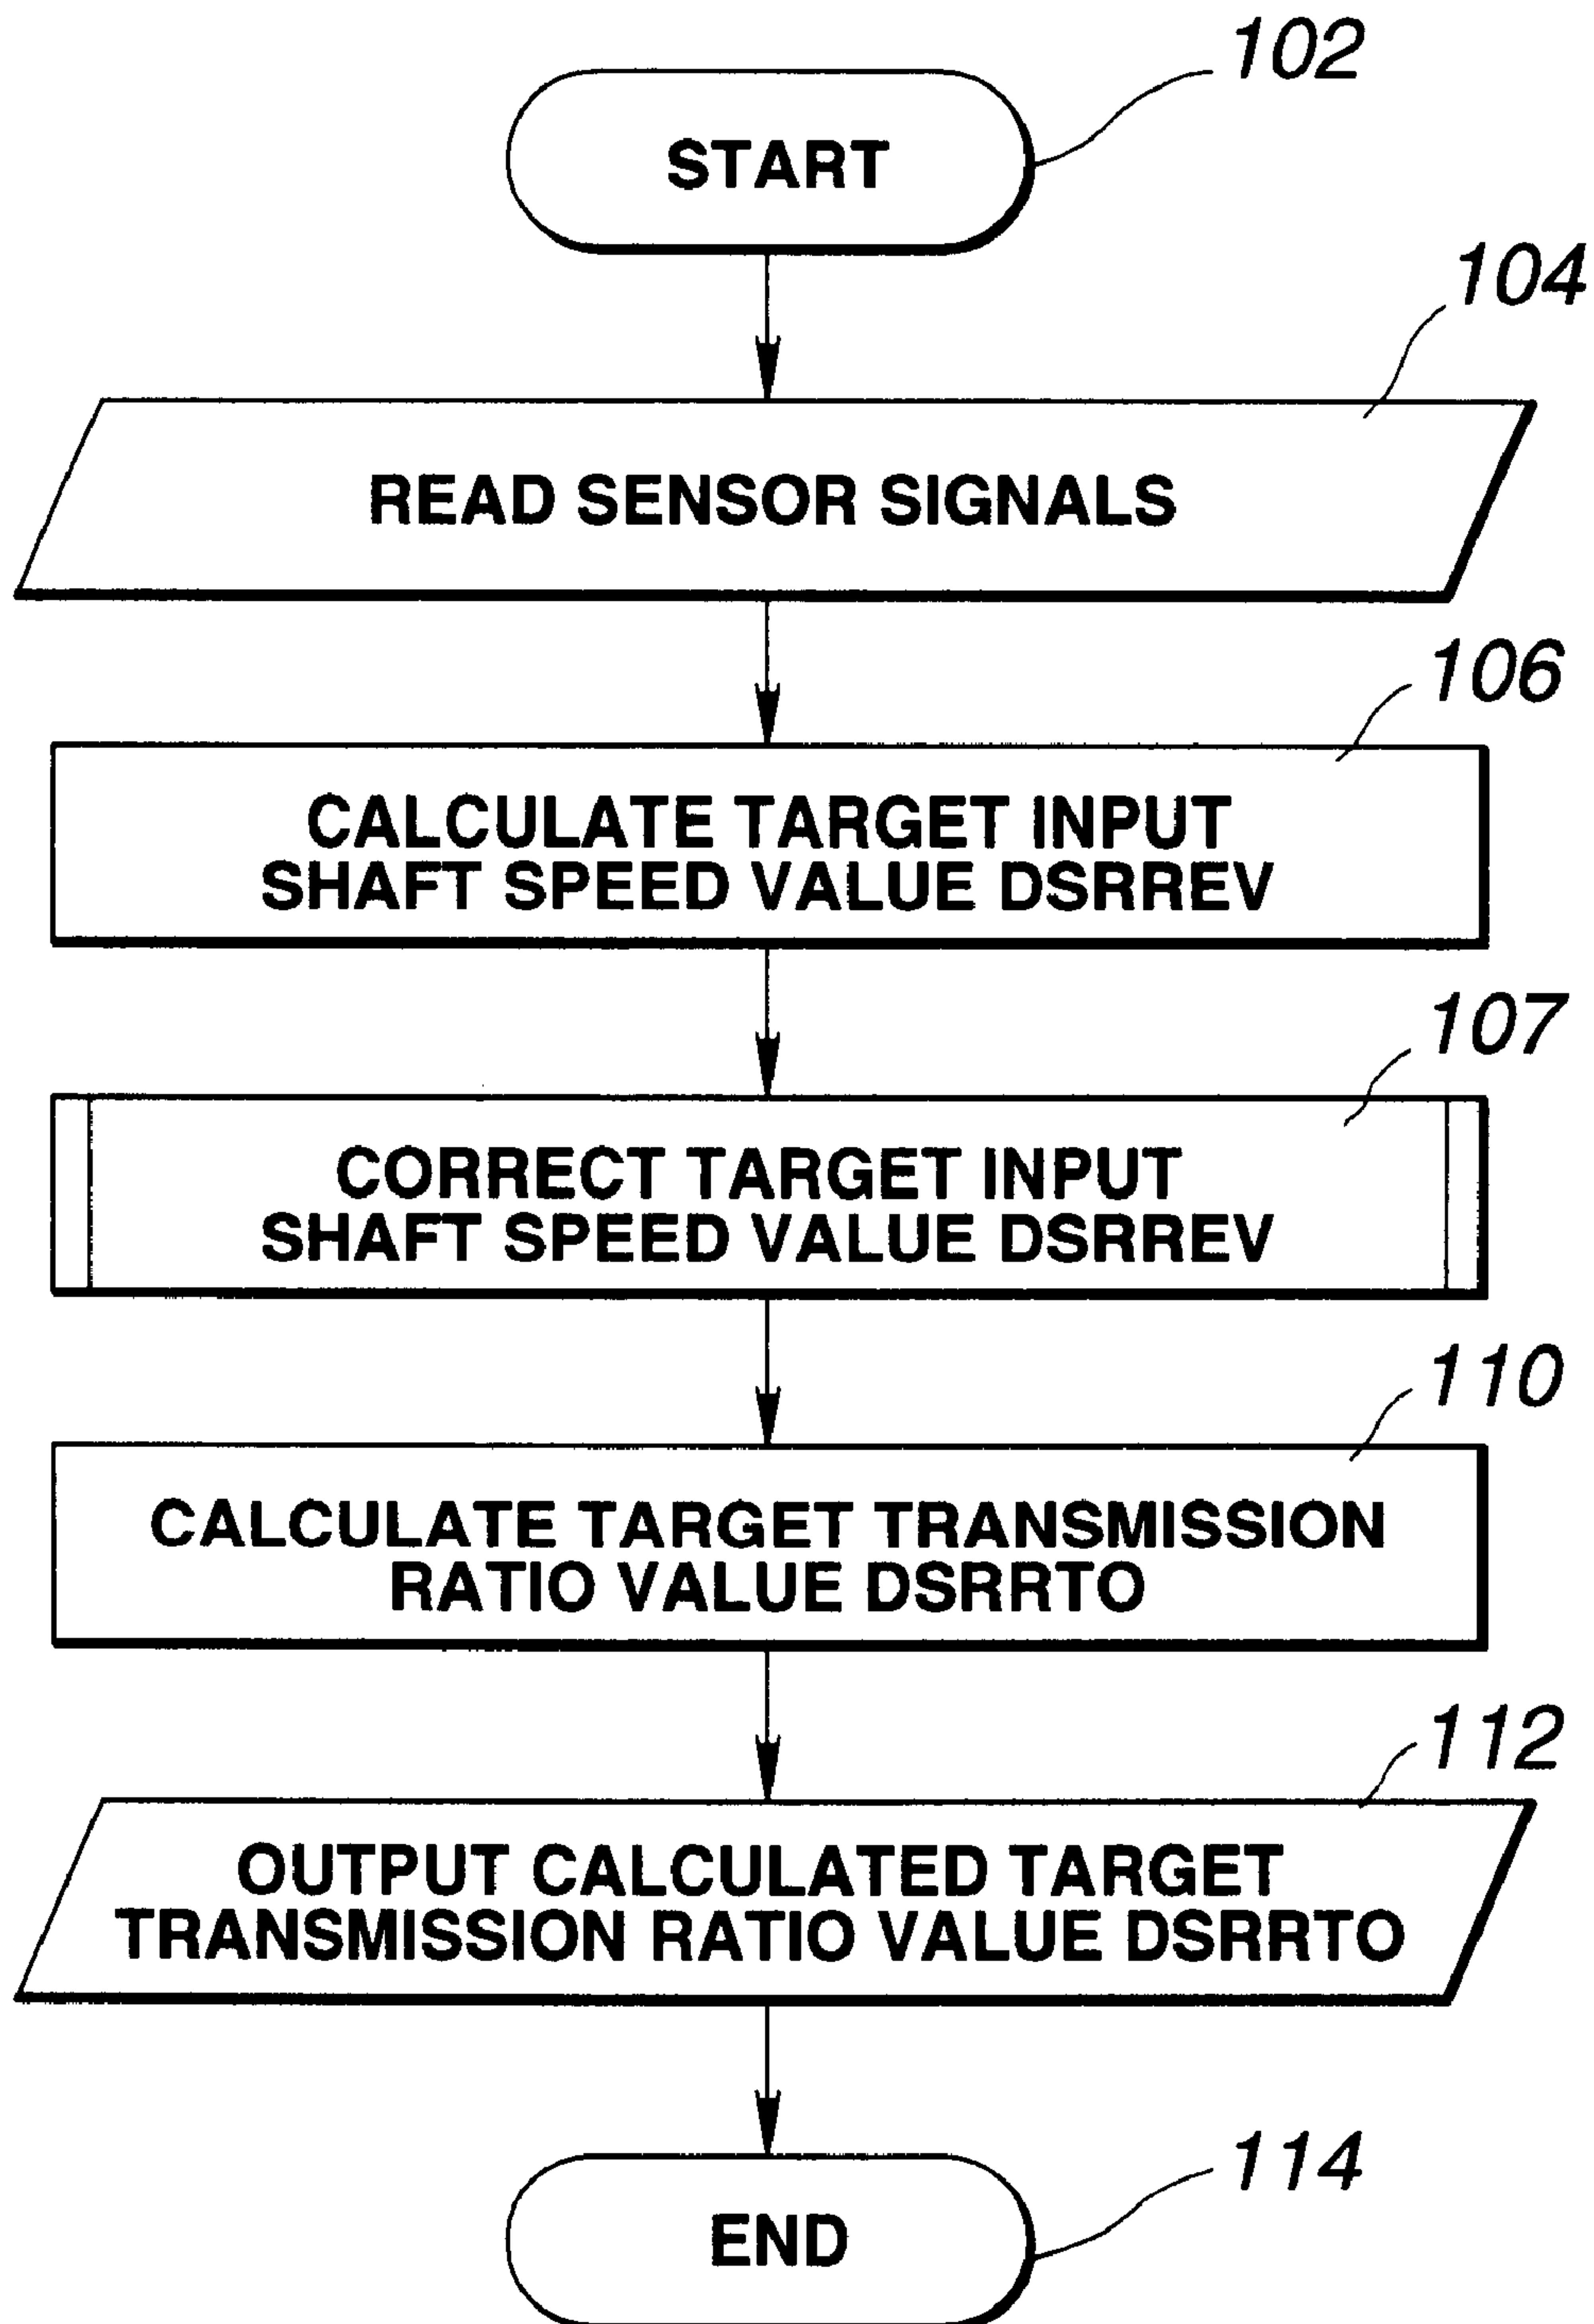 102
START
104
READ SENSOR SIGNALS
106
CALCULATE TARGET INPUT
SHAFT SPEED VALUE DSRREV
107
CORRECT TARGET INPUT
SHAFT SPEED VALUE DSRREV
110
CALCULATE TARGET TRANSMISSION
RATIO VALUE DSRRTO
112
OUTPUT CALCULATED TARGET
TRANSMISSION RATIO VALUE DSRRTO
114
END